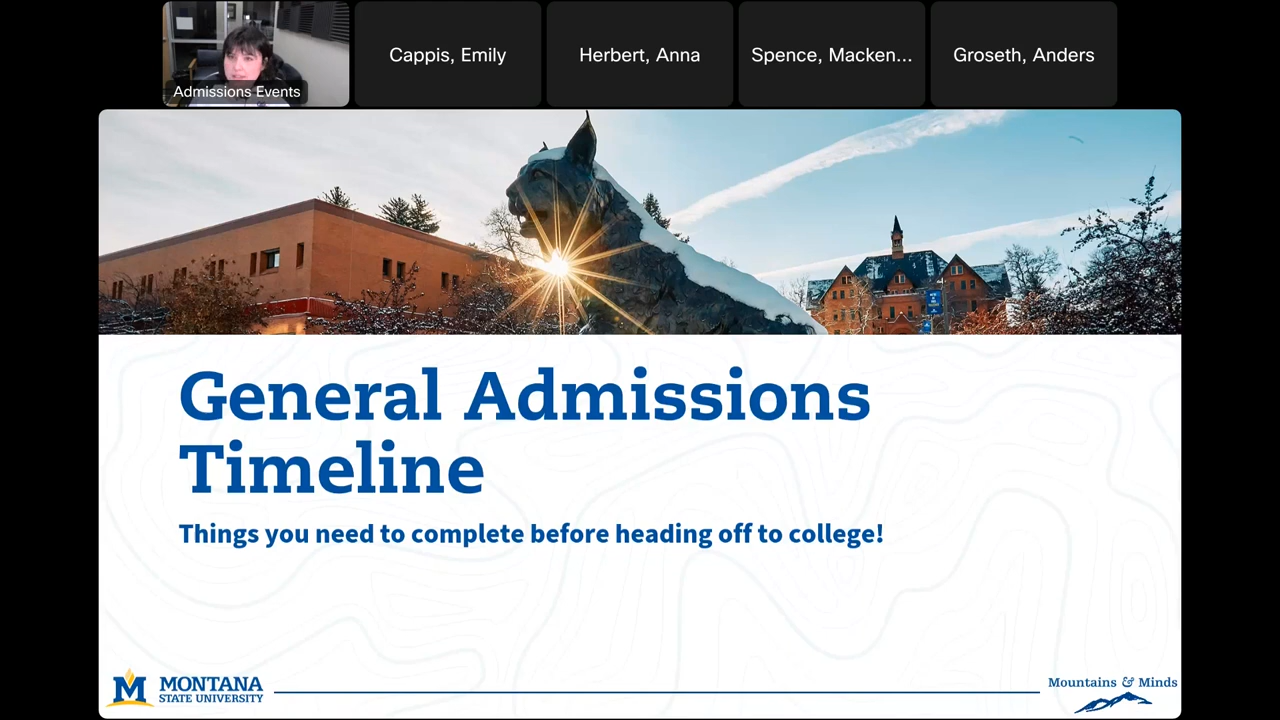 Admissions Events
Cappis, Emily
Herbert, Anna
Spence, Macken...
Groseth, Anders
General Admissions
Timeline
Things you need to complete before heading off to college!
M MONTANA
STATE UNIVERSITY
Mountains & Minds